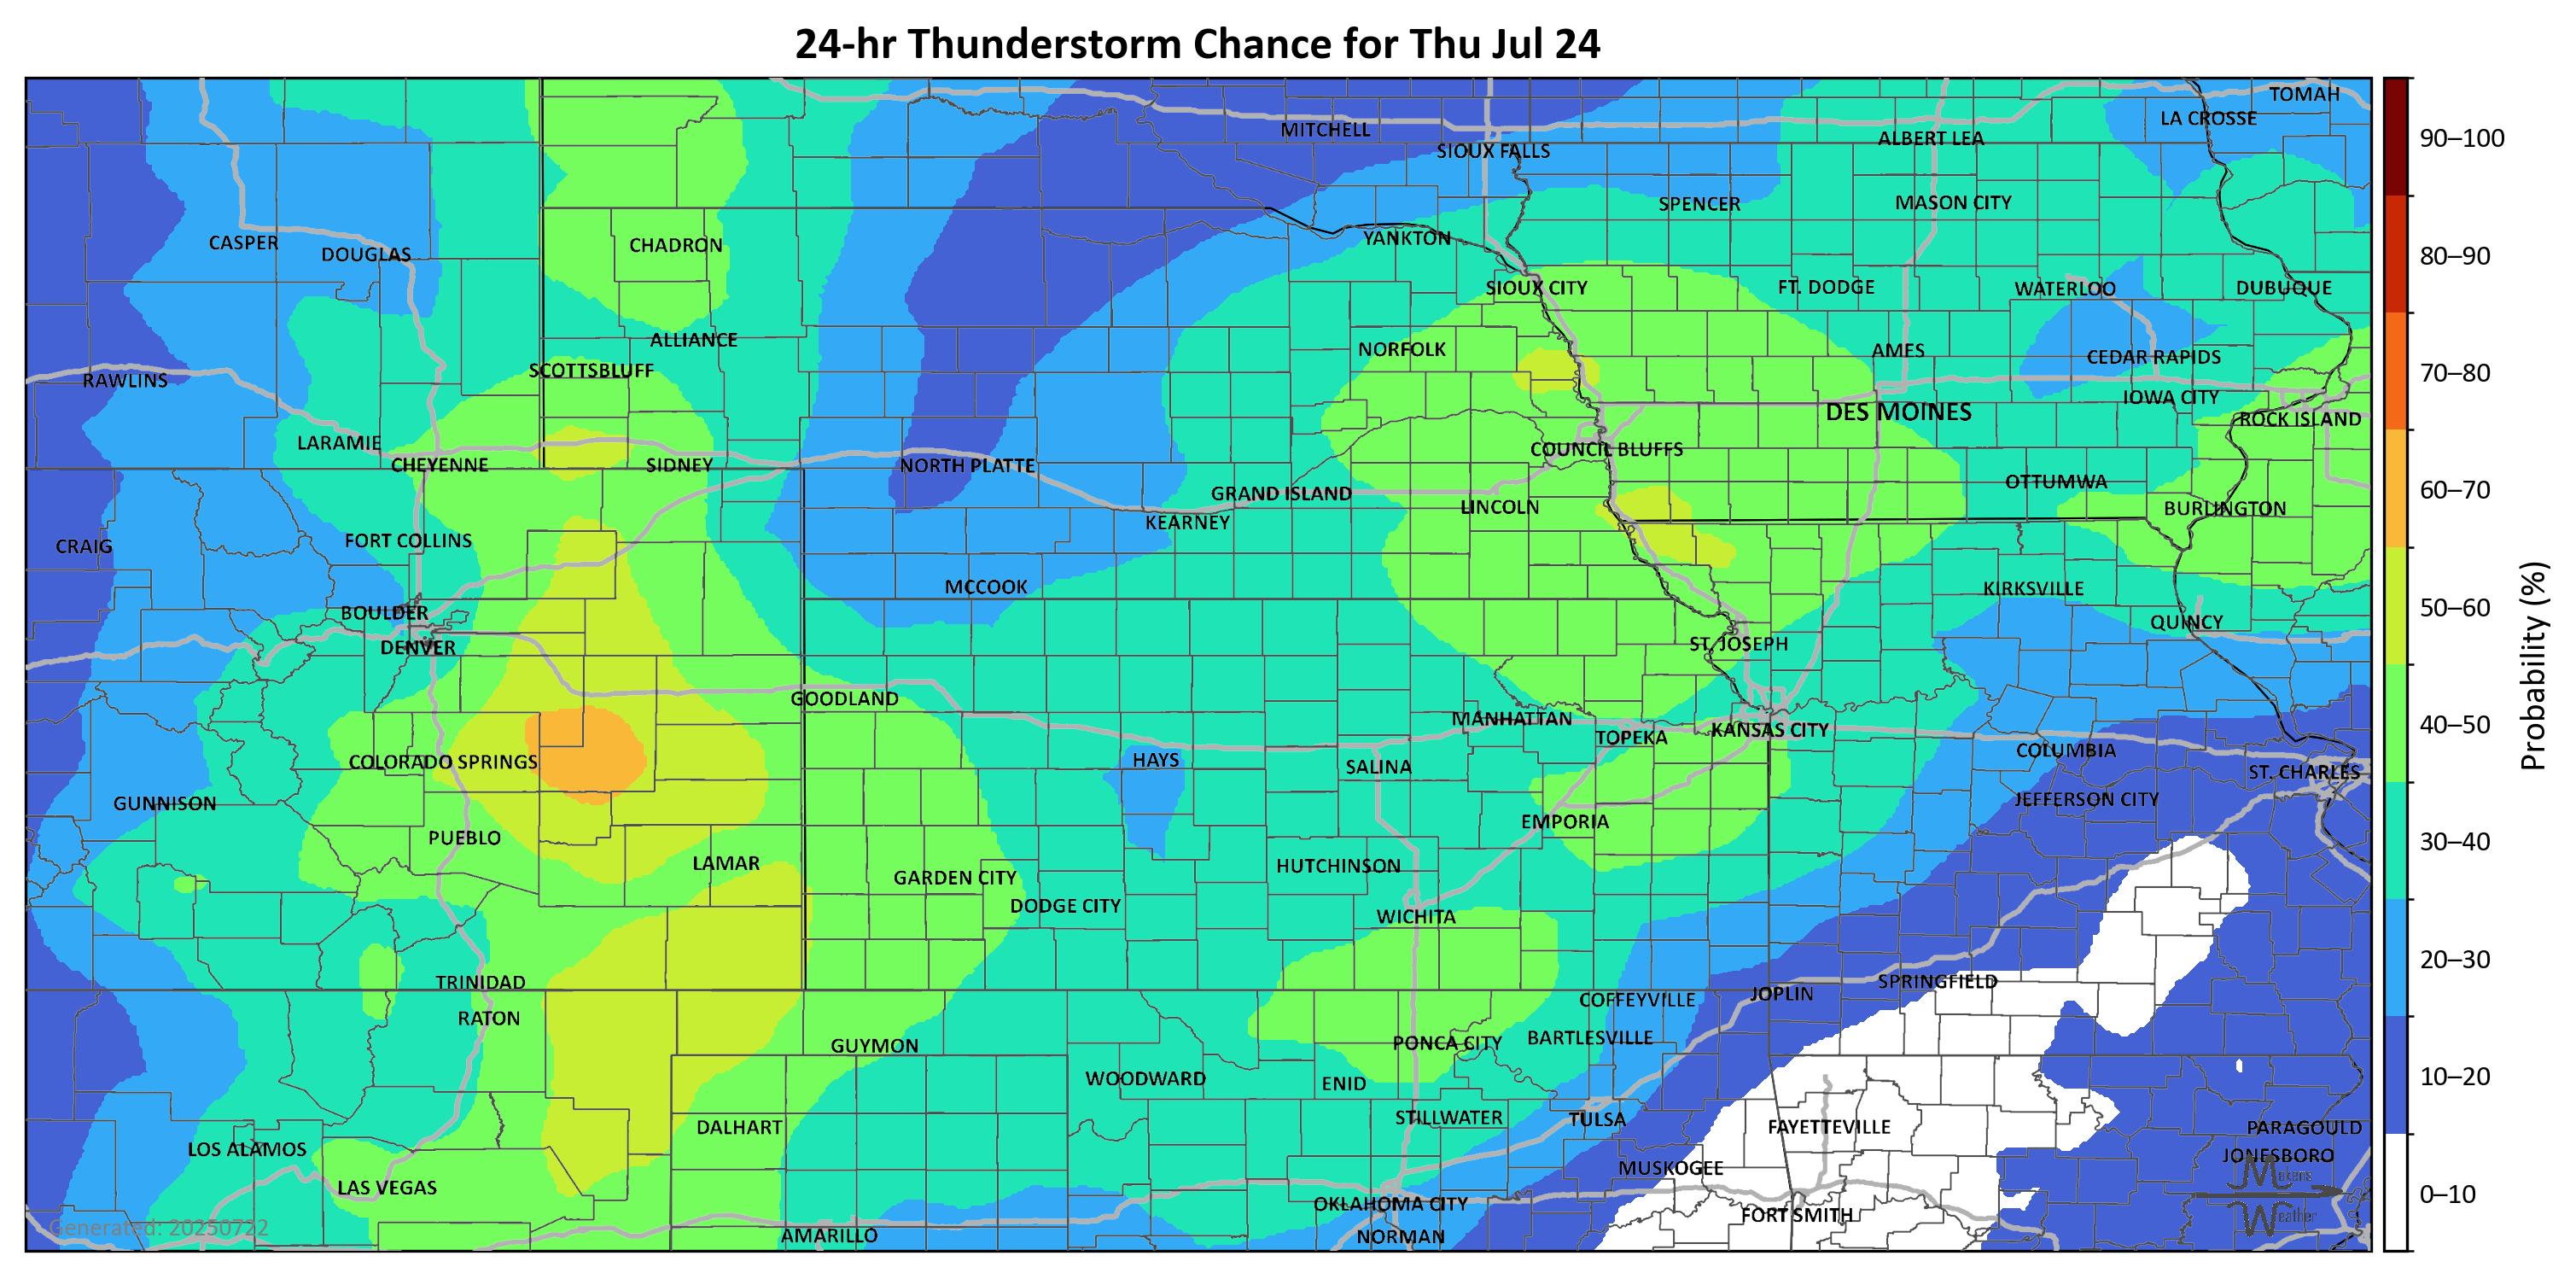 24-hr Thunderstorm Chance for Thu Jul 24
TOMAH
LA CROSSE
MITCHELL
ALBERT LEA
SIOUX FALLS
SPENCER
MASON CITY
CASPER
DOUGLAS
CHADRON
YANKTON
SIOUX CITY
FT. DODGE
WATERLOO
DUBUQUE
ALLIANCE
NORFOLK
AMES
CEDAR RAPIDS
SCOTTSBLUFF
RAWLINS
IOWA CITY
DES MOINES
ROCK ISLAND
LARAMIE
COUNCIL BLUFFS
CHEYENNE
SIDNEY
NORTH PLATTE
OTTUMWA
GRAND ISLAND
LINCOLN
BURLINGTON
KEARNEY
FORT COLLINS
CRAIG
MCCOOK
KIRKSVILLE
BOULDER
QUINCY
DENVER
ST. JOSEPH
GOODLAND
MANHATTAN
KANSAS CITY
TOPEKA
COLUMBIA
COLORADO SPRINGS
HAYS
SALINA
ST. CHARLES
GUNNISON
JEFFERSON CITY
EMPORIA
PUEBLO
LAMAR
HUTCHINSON
GARDEN CITY
DODGE CITY
WICHITA
TRINIDAD
SPRINGFIELD
JOPLIN
COFFEYVILLE
RATON
BARTLESVILLE
GUYMON
PONCA CITY
WOODWARD
ENID
STILLWATER
TULSA
DALHART
FAYETTEVILLE
PARAGOULD
LOS ALAMOS
JONESBORO
MUSKOGEE
LAS VEGAS
OKLAHOMA CITY
FORT SMITH
AMARILLO
NORMAN
Generated: 20250722
Mekens
Weather
90–100
80–90
70–80
60–70
50–60
40–50
30–40
20–30
10–20
0–10
Probability (%)